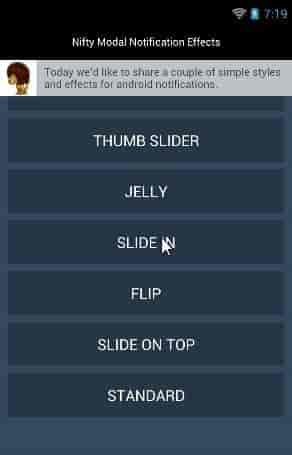 7:19
Nifty Modal Notification Effects
Today we'd like to share a couple of simple styles
and effects for android notifications.
THUMB SLIDER
JELLY
SLIDE IN
FLIP
SLIDE ON TOP
STANDARD